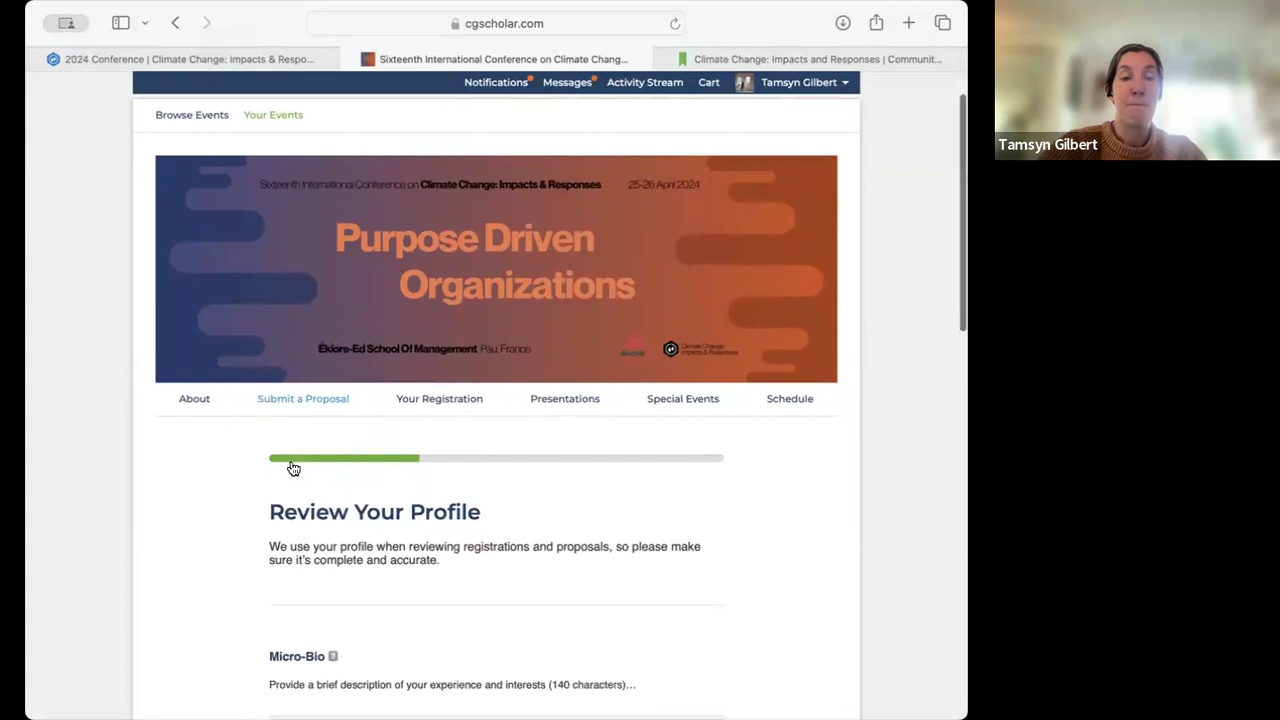 cgscholar.com
2024 Conference | Climate Change: Impacts & Respo...
Sixteenth International Conference on Climate Chang...
Climate Change: Impacts and Responses | Communit...
Notifications
Messages
Activity Stream
Cart
Tamsyn Gilbert
Browse Events
Your Events
Sixteenth International Conference on Climate Change: Impacts & Responses
25-26 April 2024
Purpose Driven
Organizations
Éklore-Ed School Of Management, Pau, France
Climate Change:
Impacts & Responses
About
Submit a Proposal
Your Registration
Presentations
Special Events
Schedule
Review Your Profile
We use your profile when reviewing registrations and proposals, so please make
sure it's complete and accurate.
Micro-Bio ?
Provide a brief description of your experience and interests (140 characters)...
Tamsyn Gilbert